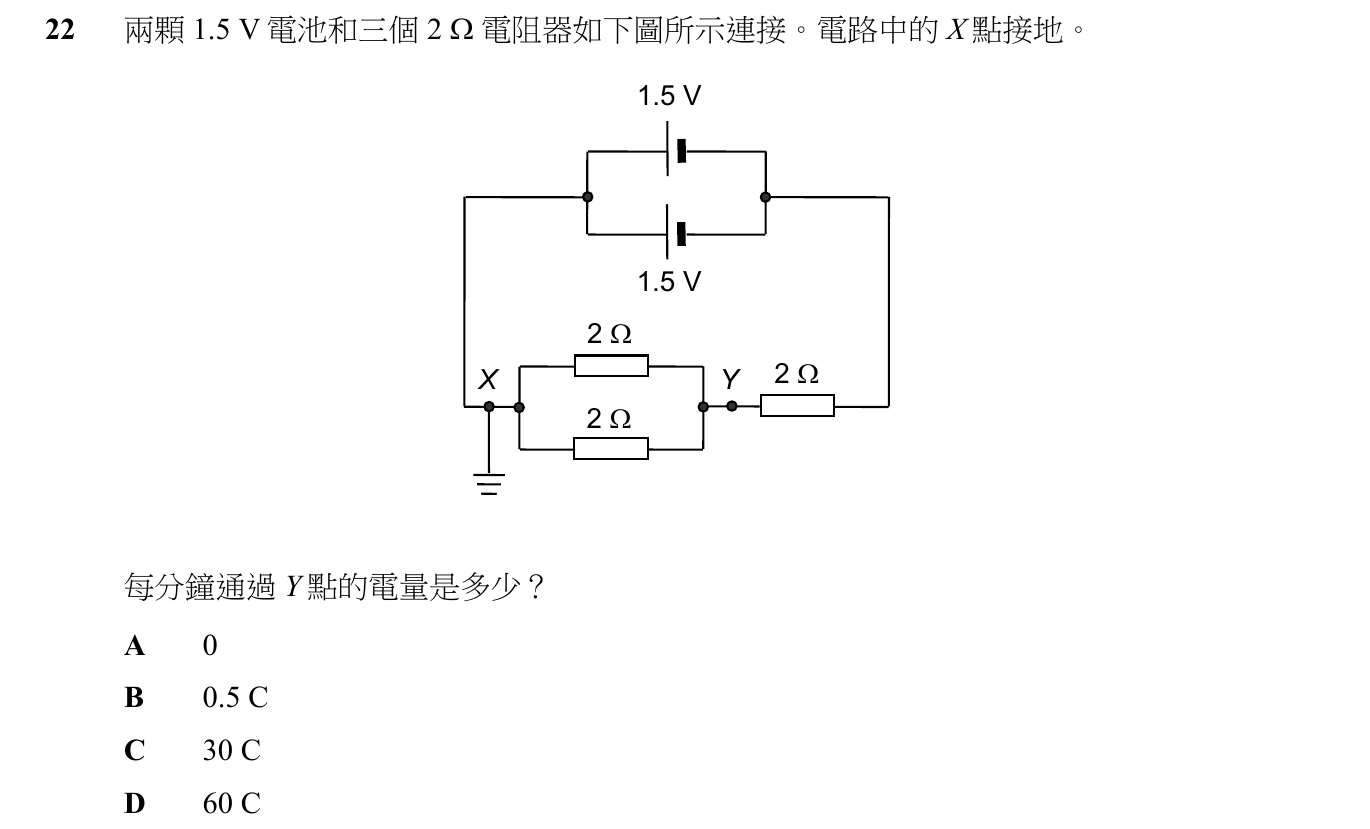 22 兩顆 1.5 V 電池和三個 2 Ω 電阻器如下圖所示連接。電路中的 X 點接地。
1.5 V
1.5 V
2 Ω
X
Y
2 Ω
2 Ω
每分鐘通過 Y 點的電量是多少？
A 0
B 0.5 C
C 30 C
D 60 C